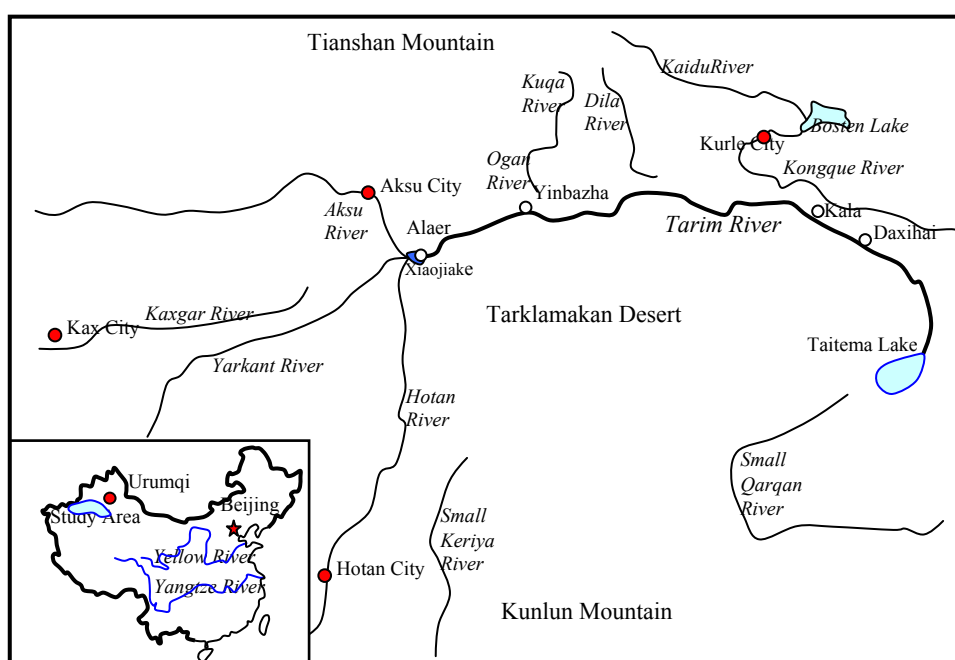 Tianshan Mountain
KaiduRiver
Kuqa
River
Dila
River
Bosten Lake
Kurle City
Ogan
River
Kongque River
Aksu City
Yinbazha
Aksu
River
Alaer
Tarim River
Kala
Daxihai
Xiaojiake
Kaxgar River
Kax City
Tarklamakan Desert
Taitema Lake
Yarkant River
Hotan
River
Small
Qarqan
River
Urumqi
Study Area
Beijing
Yellow River
Yangtze River
Small
Keriya
River
Hotan City
Kunlun Mountain